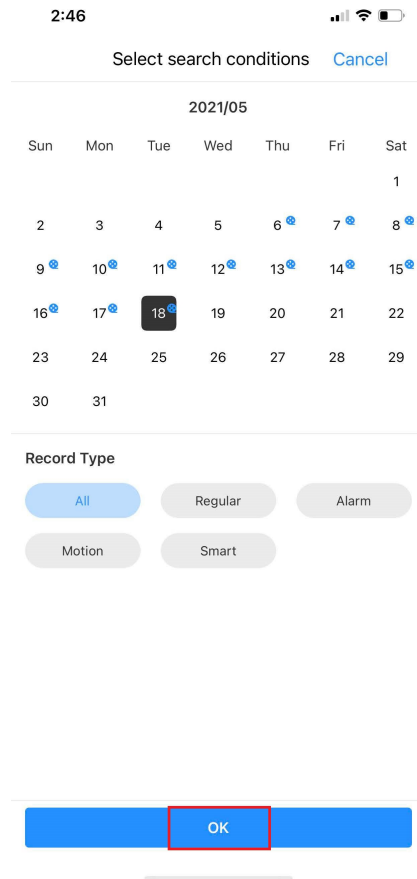 2:46
Select search conditions Cancel
2021/05
Sun Mon Tue Wed Thu Fri Sat
1
2 3 4 5 6 7 8
9 10 11 12 13 14 15
16 17 18 19 20 21 22
23 24 25 26 27 28 29
30 31
Record Type
All Regular Alarm
Motion Smart
OK